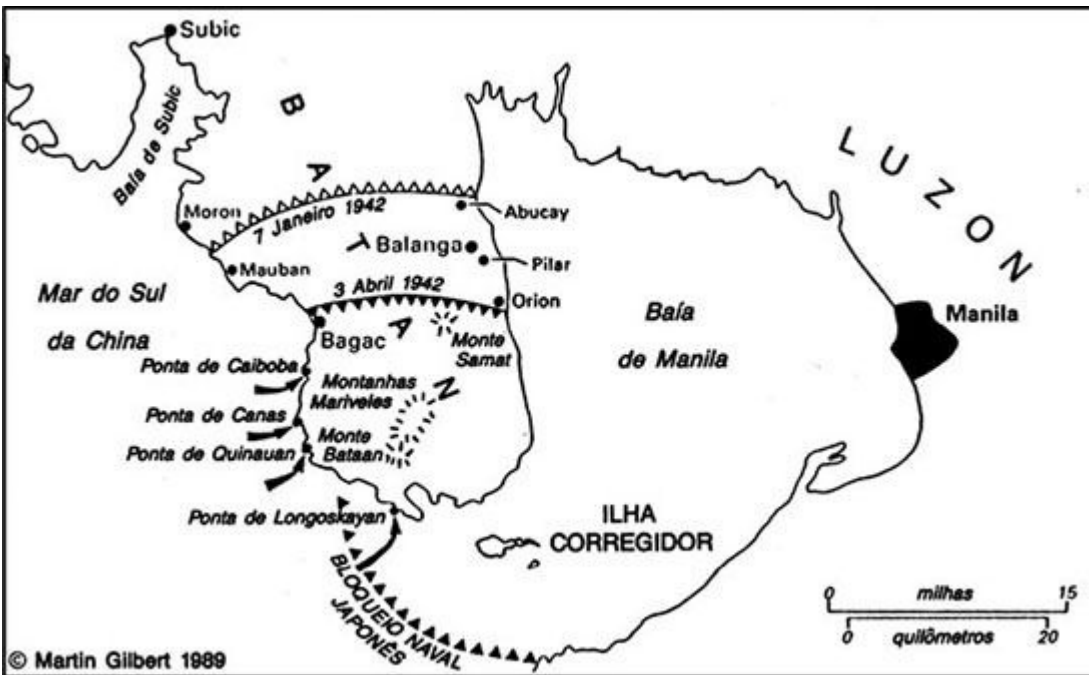 Subic
Baía de Subic
BATAAN
LUZON
Moron
7 Janeiro 1942
Abucay
Balanga
Pilar
Mauban
3 Abril 1942
Orion
Mar do Sul
da China
Bagac
Monte
Samat
Baía
de Manila
Manila
Ponta de Caiboba
Montanhas
Mariveles
Ponta de Canas
Ponta de Quinauan
Monte
Bataan
Ponta de Longoskayan
ILHA
CORREGIDOR
BLOQUEIO NAVAL
JAPONÊS
0 milhas 15
0 quilômetros 20
© Martin Gilbert 1989